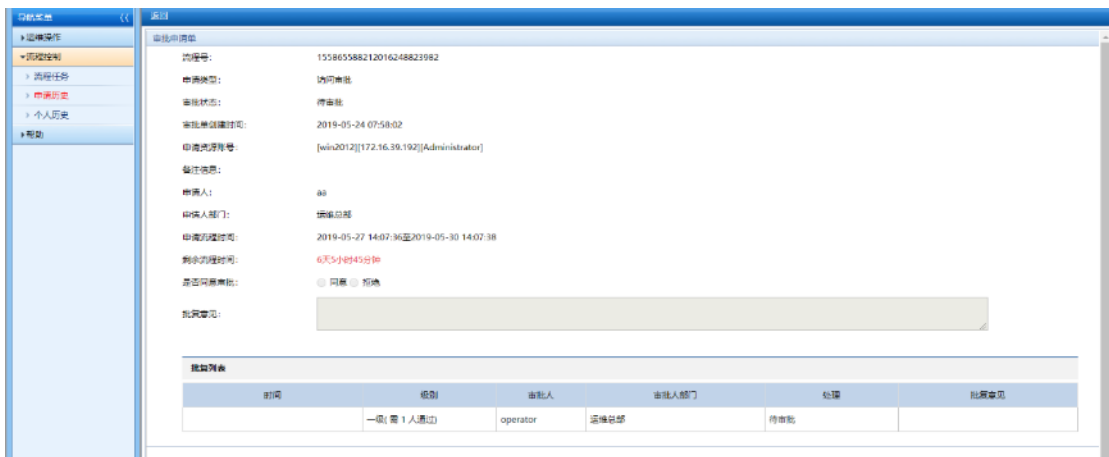 导航菜单
返回
运维操作
流程控制
流程任务
申请历史
个人历史
帮助
审批申请单
流程号: 155865588212016248823982
申请类型: 访问审批
审批状态: 待审批
审批单创建时间: 2019-05-24 07:58:02
申请资源账号: [win2012][172.16.39.192][Administrator]
备注信息:
申请人: aa
申请人部门: 运维总部
申请流程时间: 2019-05-27 14:07:36至2019-05-30 14:07:38
剩余流程时间: 6天5小时45分钟
是否同意审批: 同意 拒绝
批复意见:
批复列表
时间 级别 审批人 审批人部门 处理 批复意见
一级( 需 1 人通过) operator 运维总部 待审批